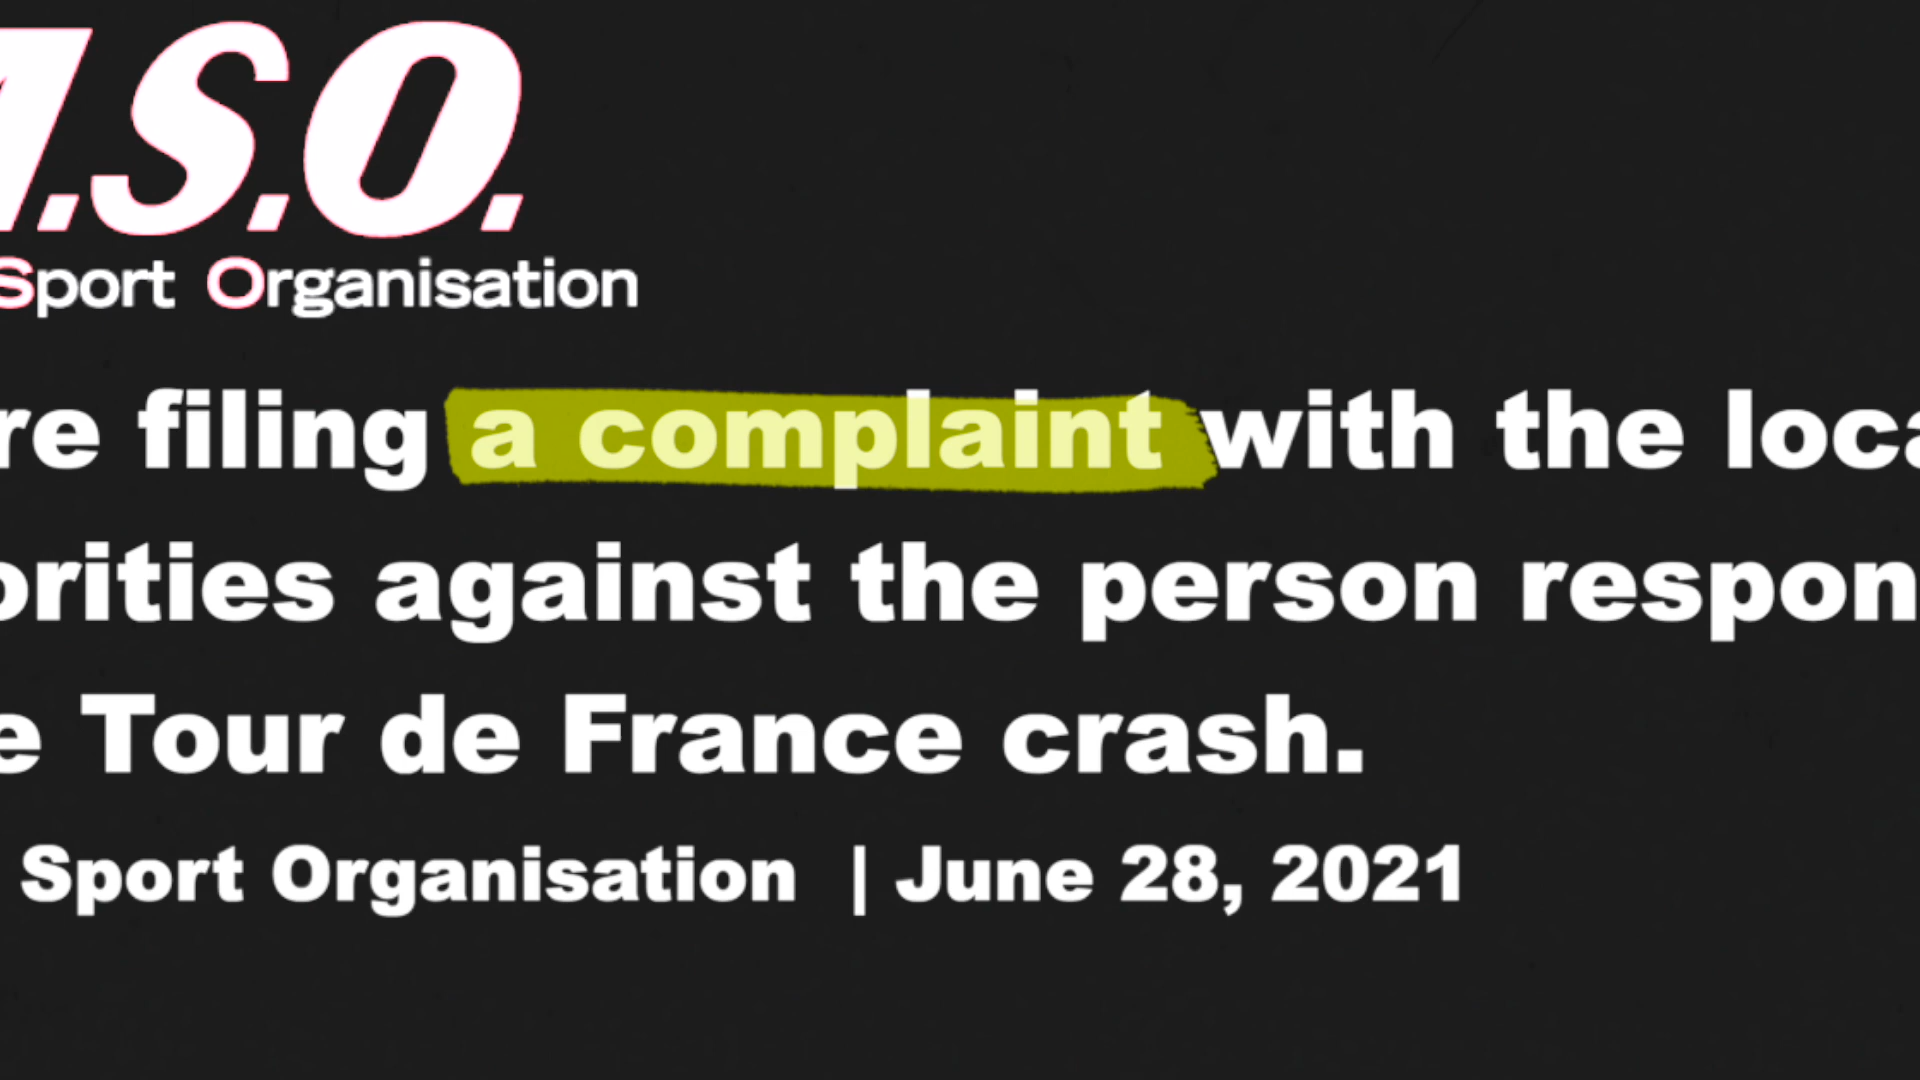 .S.O.
Sport Organisation
re filing a complaint with the loca
orities against the person respon
e Tour de France crash.
Sport Organisation | June 28, 2021